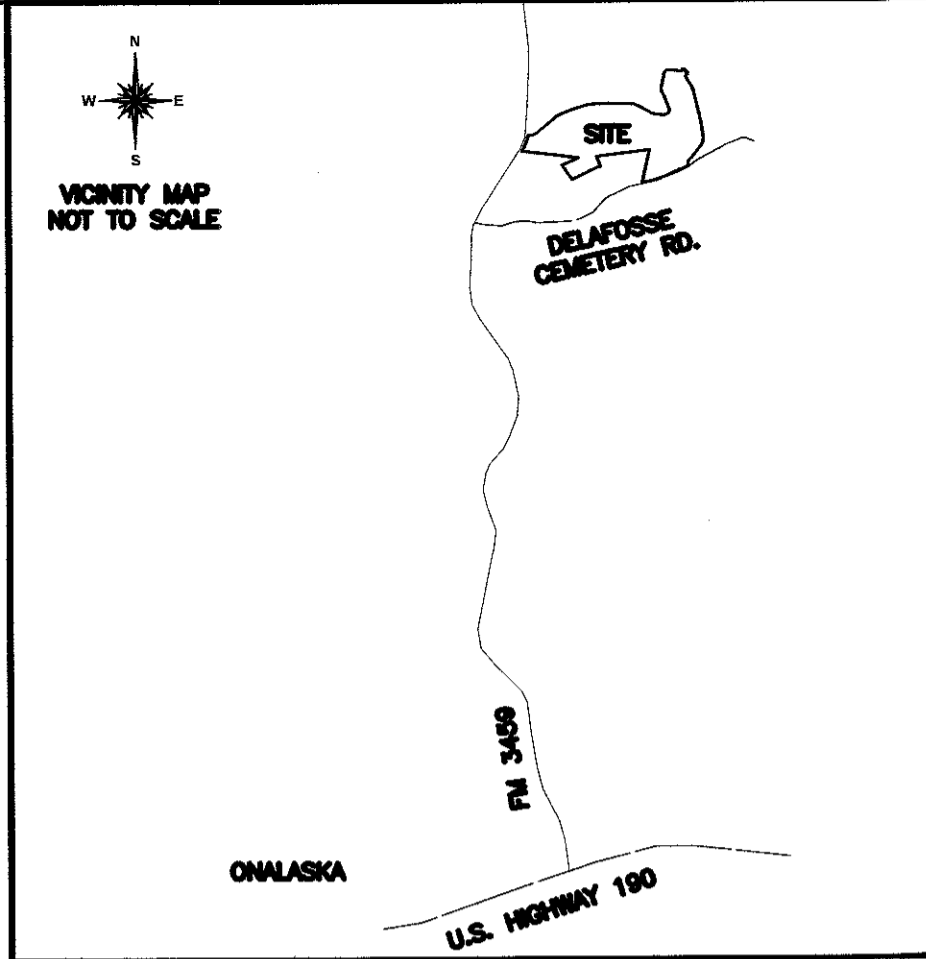 N
W E
S
VICINITY MAP
NOT TO SCALE
SITE
DELAFOSSE
CEMETERY RD.
FM 3459
ONALASKA
U.S. HIGHWAY 190